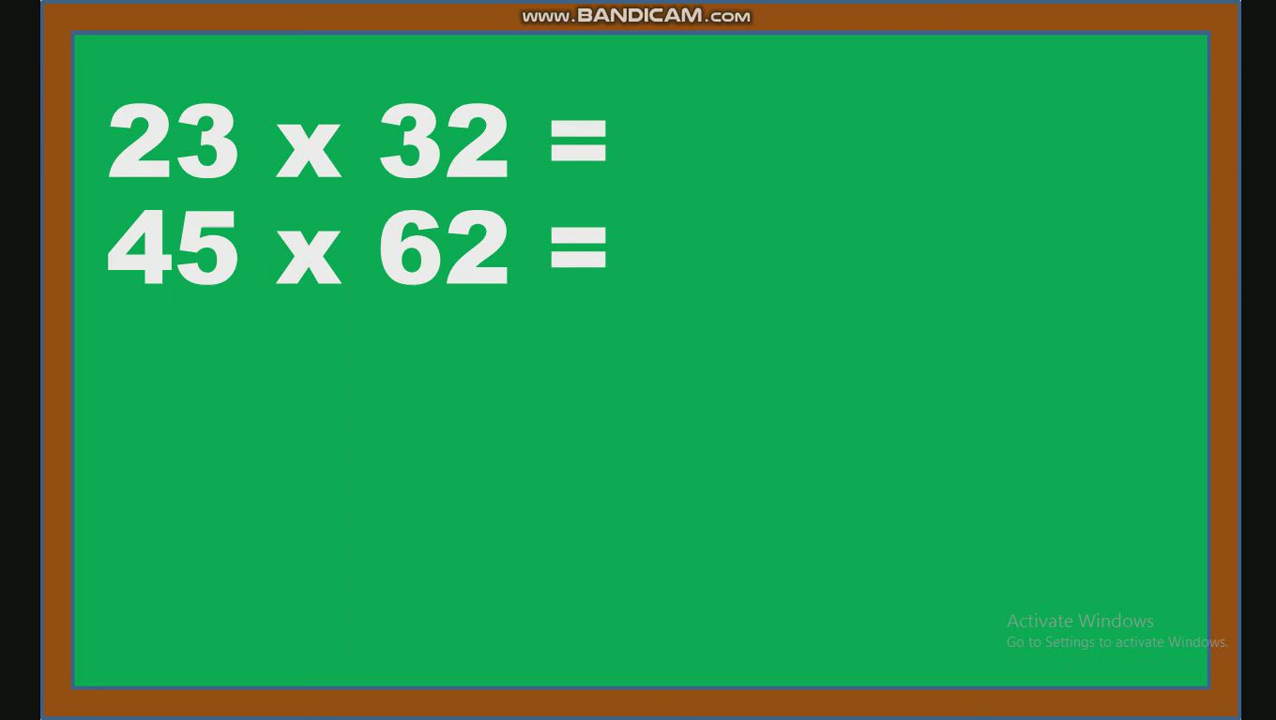 www.BANDICAM.com
23 x 32 =
45 x 62 =
Activate Windows
Go to Settings to activate Windows.